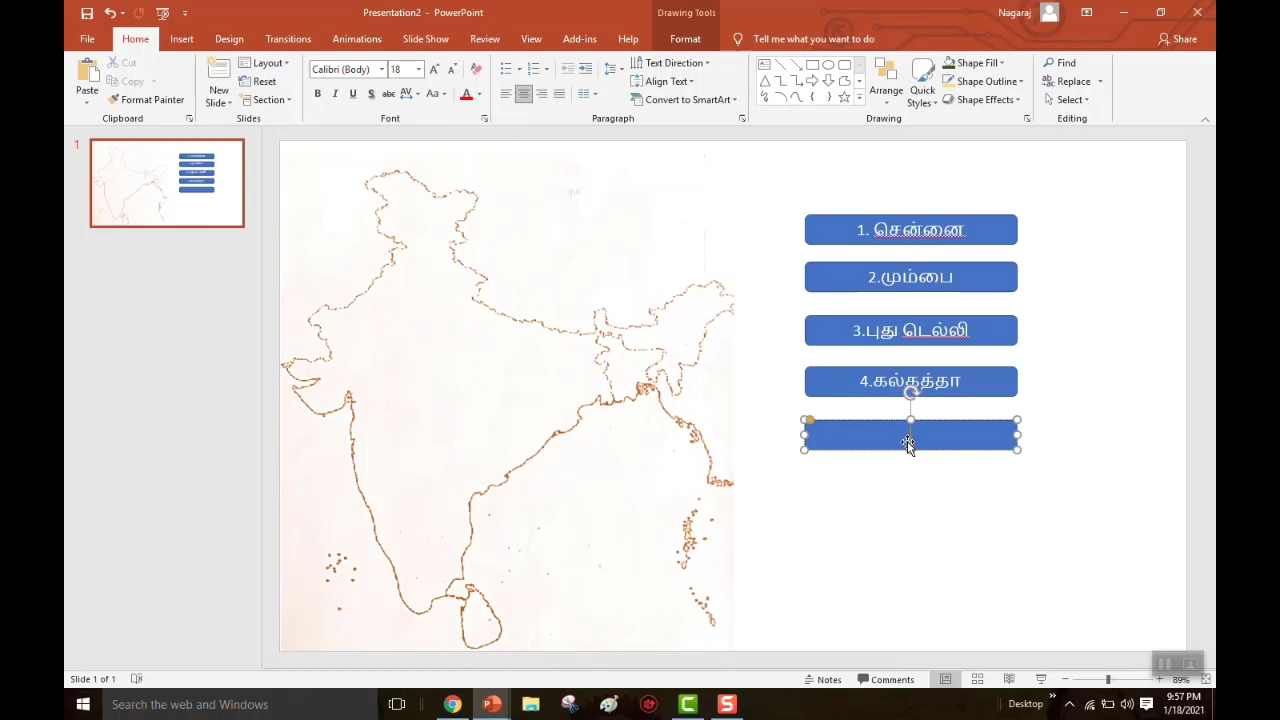 Presentation2 - PowerPoint
Drawing Tools
Nagaraj
File
Home
Insert
Design
Transitions
Animations
Slide Show
Review
View
Add-ins
Help
Format
Tell me what you want to do
Share
Paste
Cut
Copy
Format Painter
Clipboard
New
Slide
Layout
Reset
Section
Slides
Calibri (Body)
18
B I U S abc AV Aa A
Font
Text Direction
Align Text
Convert to SmartArt
Paragraph
Arrange
Quick
Styles
Shape Fill
Shape Outline
Shape Effects
Drawing
Find
Replace
Select
Editing
1
1. சென்னை
2.மும்பை
3.புது டெல்லி
4.கல்கத்தா
Slide 1 of 1
Notes
Comments
89%
Search the web and Windows
Desktop
9:57 PM
1/18/2021